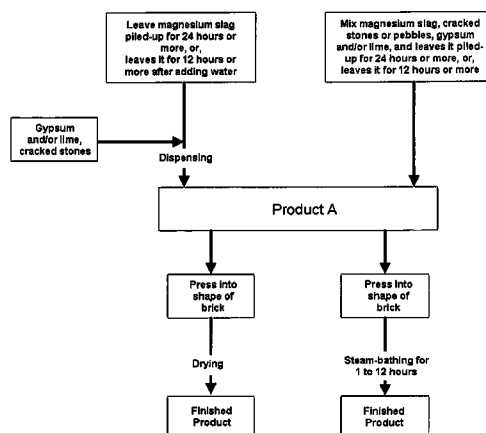 Leave magnesium slag
piled-up for 24 hours or
more, or,
leaves it for 12 hours or
more after adding water
Mix magnesium slag, cracked
stones or pebbles, gypsum
and/or lime, and leaves it piled-
up for 24 hours or more, or,
leaves it for 12 hours or more
Gypsum
and/or lime,
cracked stones
Dispensing
Product A
Press into
shape of
brick
Press into
shape of
brick
Drying
Steam-bathing for
1 to 12 hours
Finished
Product
Finished
Product